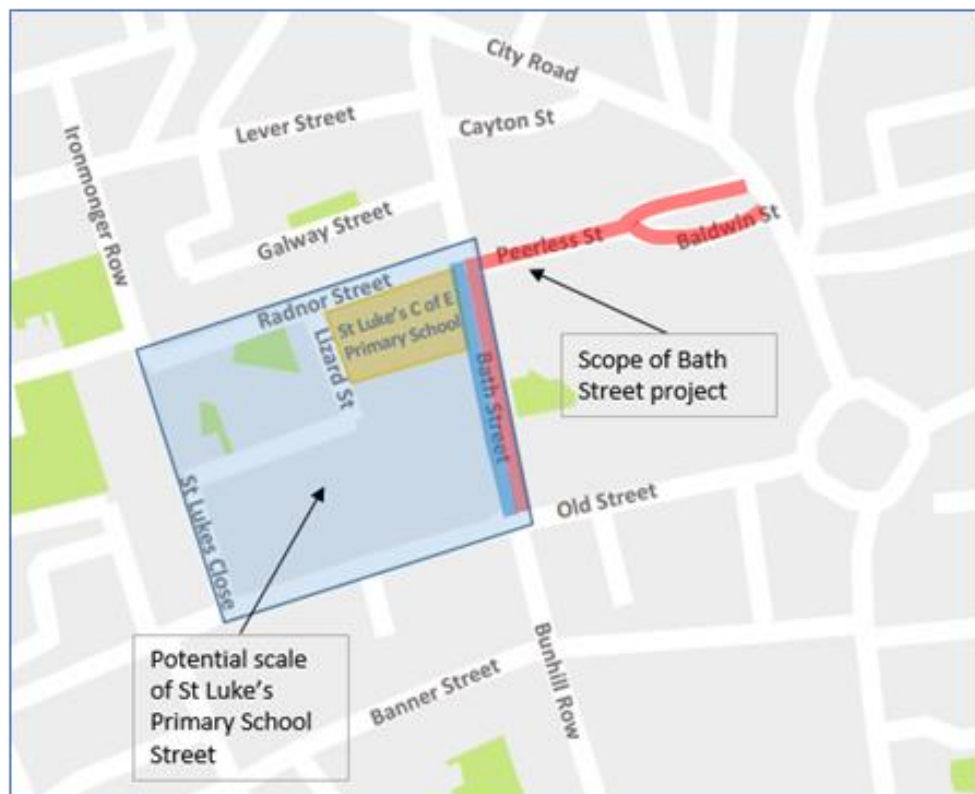 City Road
Cayton St
Lever Street
Ironmonger Row
Galway Street
Peerless St
Baldwin St
Radnor Street
St Luke's C of E
Primary School
Lizard St
Bath Street
Scope of Bath
Street project
St Lukes Close
Old Street
Bunhill Row
Banner Street
Potential scale
of St Luke's
Primary School
Street